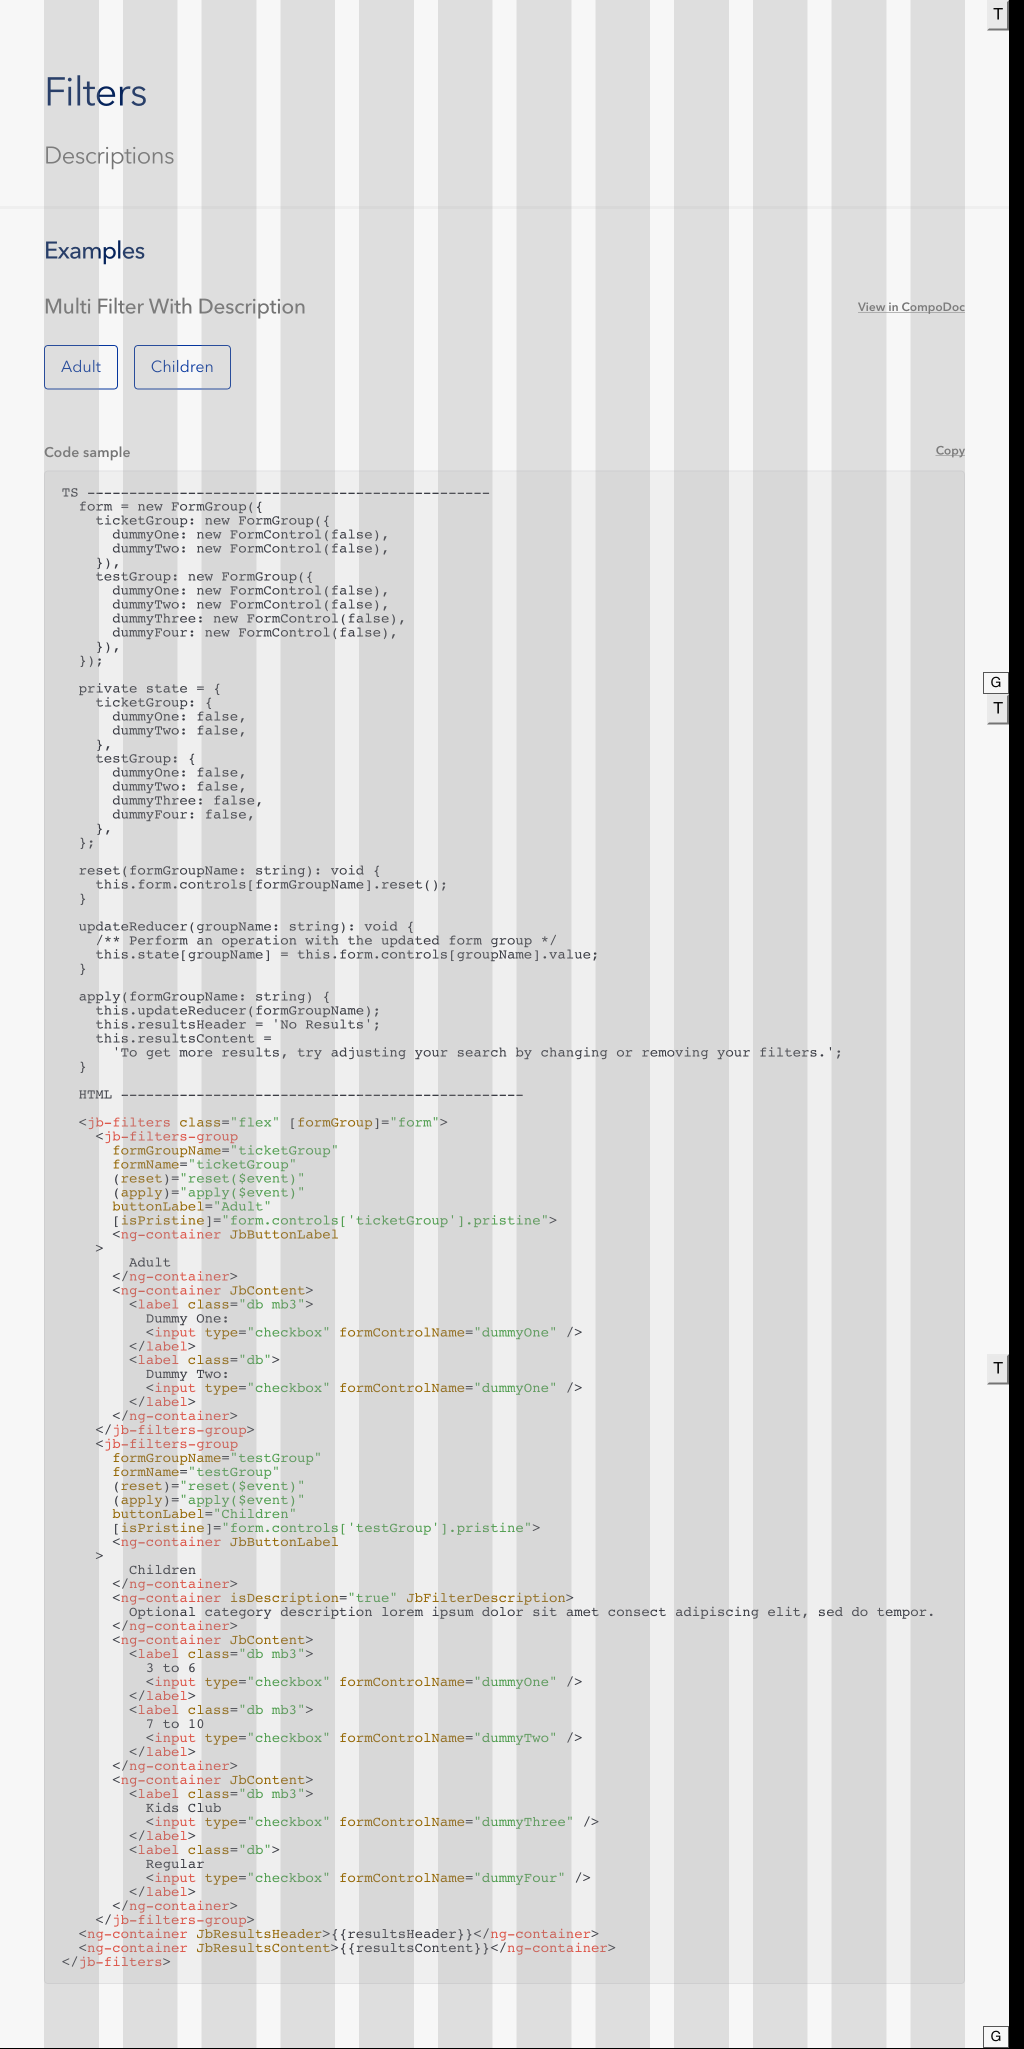 T
Filters
Descriptions
Examples
Multi Filter With Description
View in CompoDoc
Adult
Children
Code sample
Copy
TS ------------------------------------------------
  form = new FormGroup({
    ticketGroup: new FormGroup({
      dummyOne: new FormControl(false),
      dummyTwo: new FormControl(false),
    }),
    testGroup: new FormGroup({
      dummyOne: new FormControl(false),
      dummyTwo: new FormControl(false),
      dummyThree: new FormControl(false),
      dummyFour: new FormControl(false),
    }),
  });
  private state = {
    ticketGroup: {
      dummyOne: false,
      dummyTwo: false,
    },
    testGroup: {
      dummyOne: false,
      dummyTwo: false,
      dummyThree: false,
      dummyFour: false,
    },
  };
G
T
  reset(formGroupName: string): void {
    this.form.controls[formGroupName].reset();
  }
  updateReducer(groupName: string): void {
    /** Perform an operation with the updated form group */
    this.state[groupName] = this.form.controls[groupName].value;
  }
  apply(formGroupName: string) {
    this.updateReducer(formGroupName);
    this.resultsHeader = 'No Results';
    this.resultsContent =
      'To get more results, try adjusting your search by changing or removing your filters.';
  }
  HTML ------------------------------------------------
  <jb-filters class="flex" [formGroup]="form">
    <jb-filters-group
      formGroupName="ticketGroup"
      formName="ticketGroup"
      (reset)="reset($event)"
      (apply)="apply($event)"
      buttonLabel="Adult"
      [isPristine]="form.controls['ticketGroup'].pristine">
      <ng-container JbButtonLabel
    >
        Adult
      </ng-container>
      <ng-container JbContent>
        <label class="db mb3">
          Dummy One:
          <input type="checkbox" formControlName="dummyOne" />
        </label>
        <label class="db">
          Dummy Two:
          <input type="checkbox" formControlName="dummyOne" />
        </label>
      </ng-container>
    </jb-filters-group>
T
    <jb-filters-group
      formGroupName="testGroup"
      formName="testGroup"
      (reset)="reset($event)"
      (apply)="apply($event)"
      buttonLabel="Children"
      [isPristine]="form.controls['testGroup'].pristine">
      <ng-container JbButtonLabel
    >
        Children
      </ng-container>
      <ng-container isDescription="true" JbFilterDescription>
        Optional category description lorem ipsum dolor sit amet consect adipiscing elit, sed do tempor.
      </ng-container>
      <ng-container JbContent>
        <label class="db mb3">
          3 to 6
          <input type="checkbox" formControlName="dummyOne" />
        </label>
        <label class="db mb3">
          7 to 10
          <input type="checkbox" formControlName="dummyTwo" />
        </label>
      </ng-container>
      <ng-container JbContent>
        <label class="db mb3">
          Kids Club
          <input type="checkbox" formControlName="dummyThree" />
        </label>
        <label class="db">
          Regular
          <input type="checkbox" formControlName="dummyFour" />
        </label>
      </ng-container>
    </jb-filters-group>
  <ng-container JbResultsHeader>{{resultsHeader}}</ng-container>
  <ng-container JbResultsContent>{{resultsContent}}</ng-container>
</jb-filters>
G